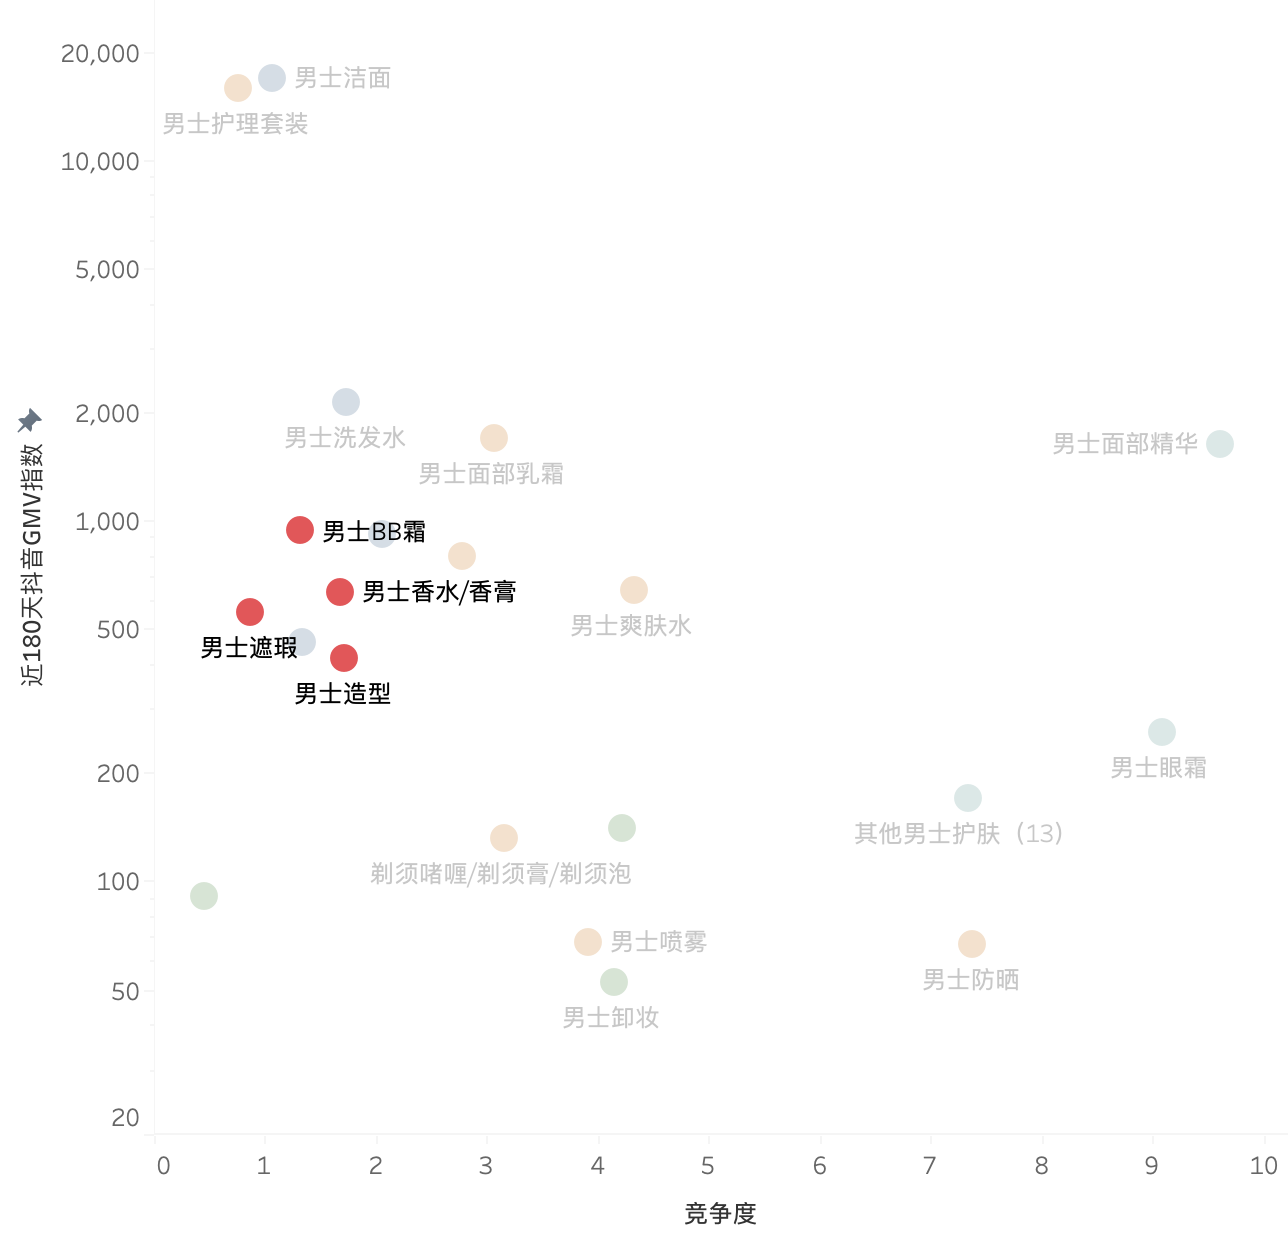 20,000
男士洁面
男士护理套装
10,000
5,000
2,000
男士洗发水
男士面部精华
男士面部乳霜
近180天抖音GMV指数
1,000
男士BB霜
男士香水/香膏
500
男士爽肤水
男士遮瑕
男士造型
200
男士眼霜
其他男士护肤（13）
剃须啫喱/剃须膏/剃须泡
100
男士喷雾
男士防晒
50
男士卸妆
20
0 1 2 3 4 5 6 7 8 9 10
竞争度